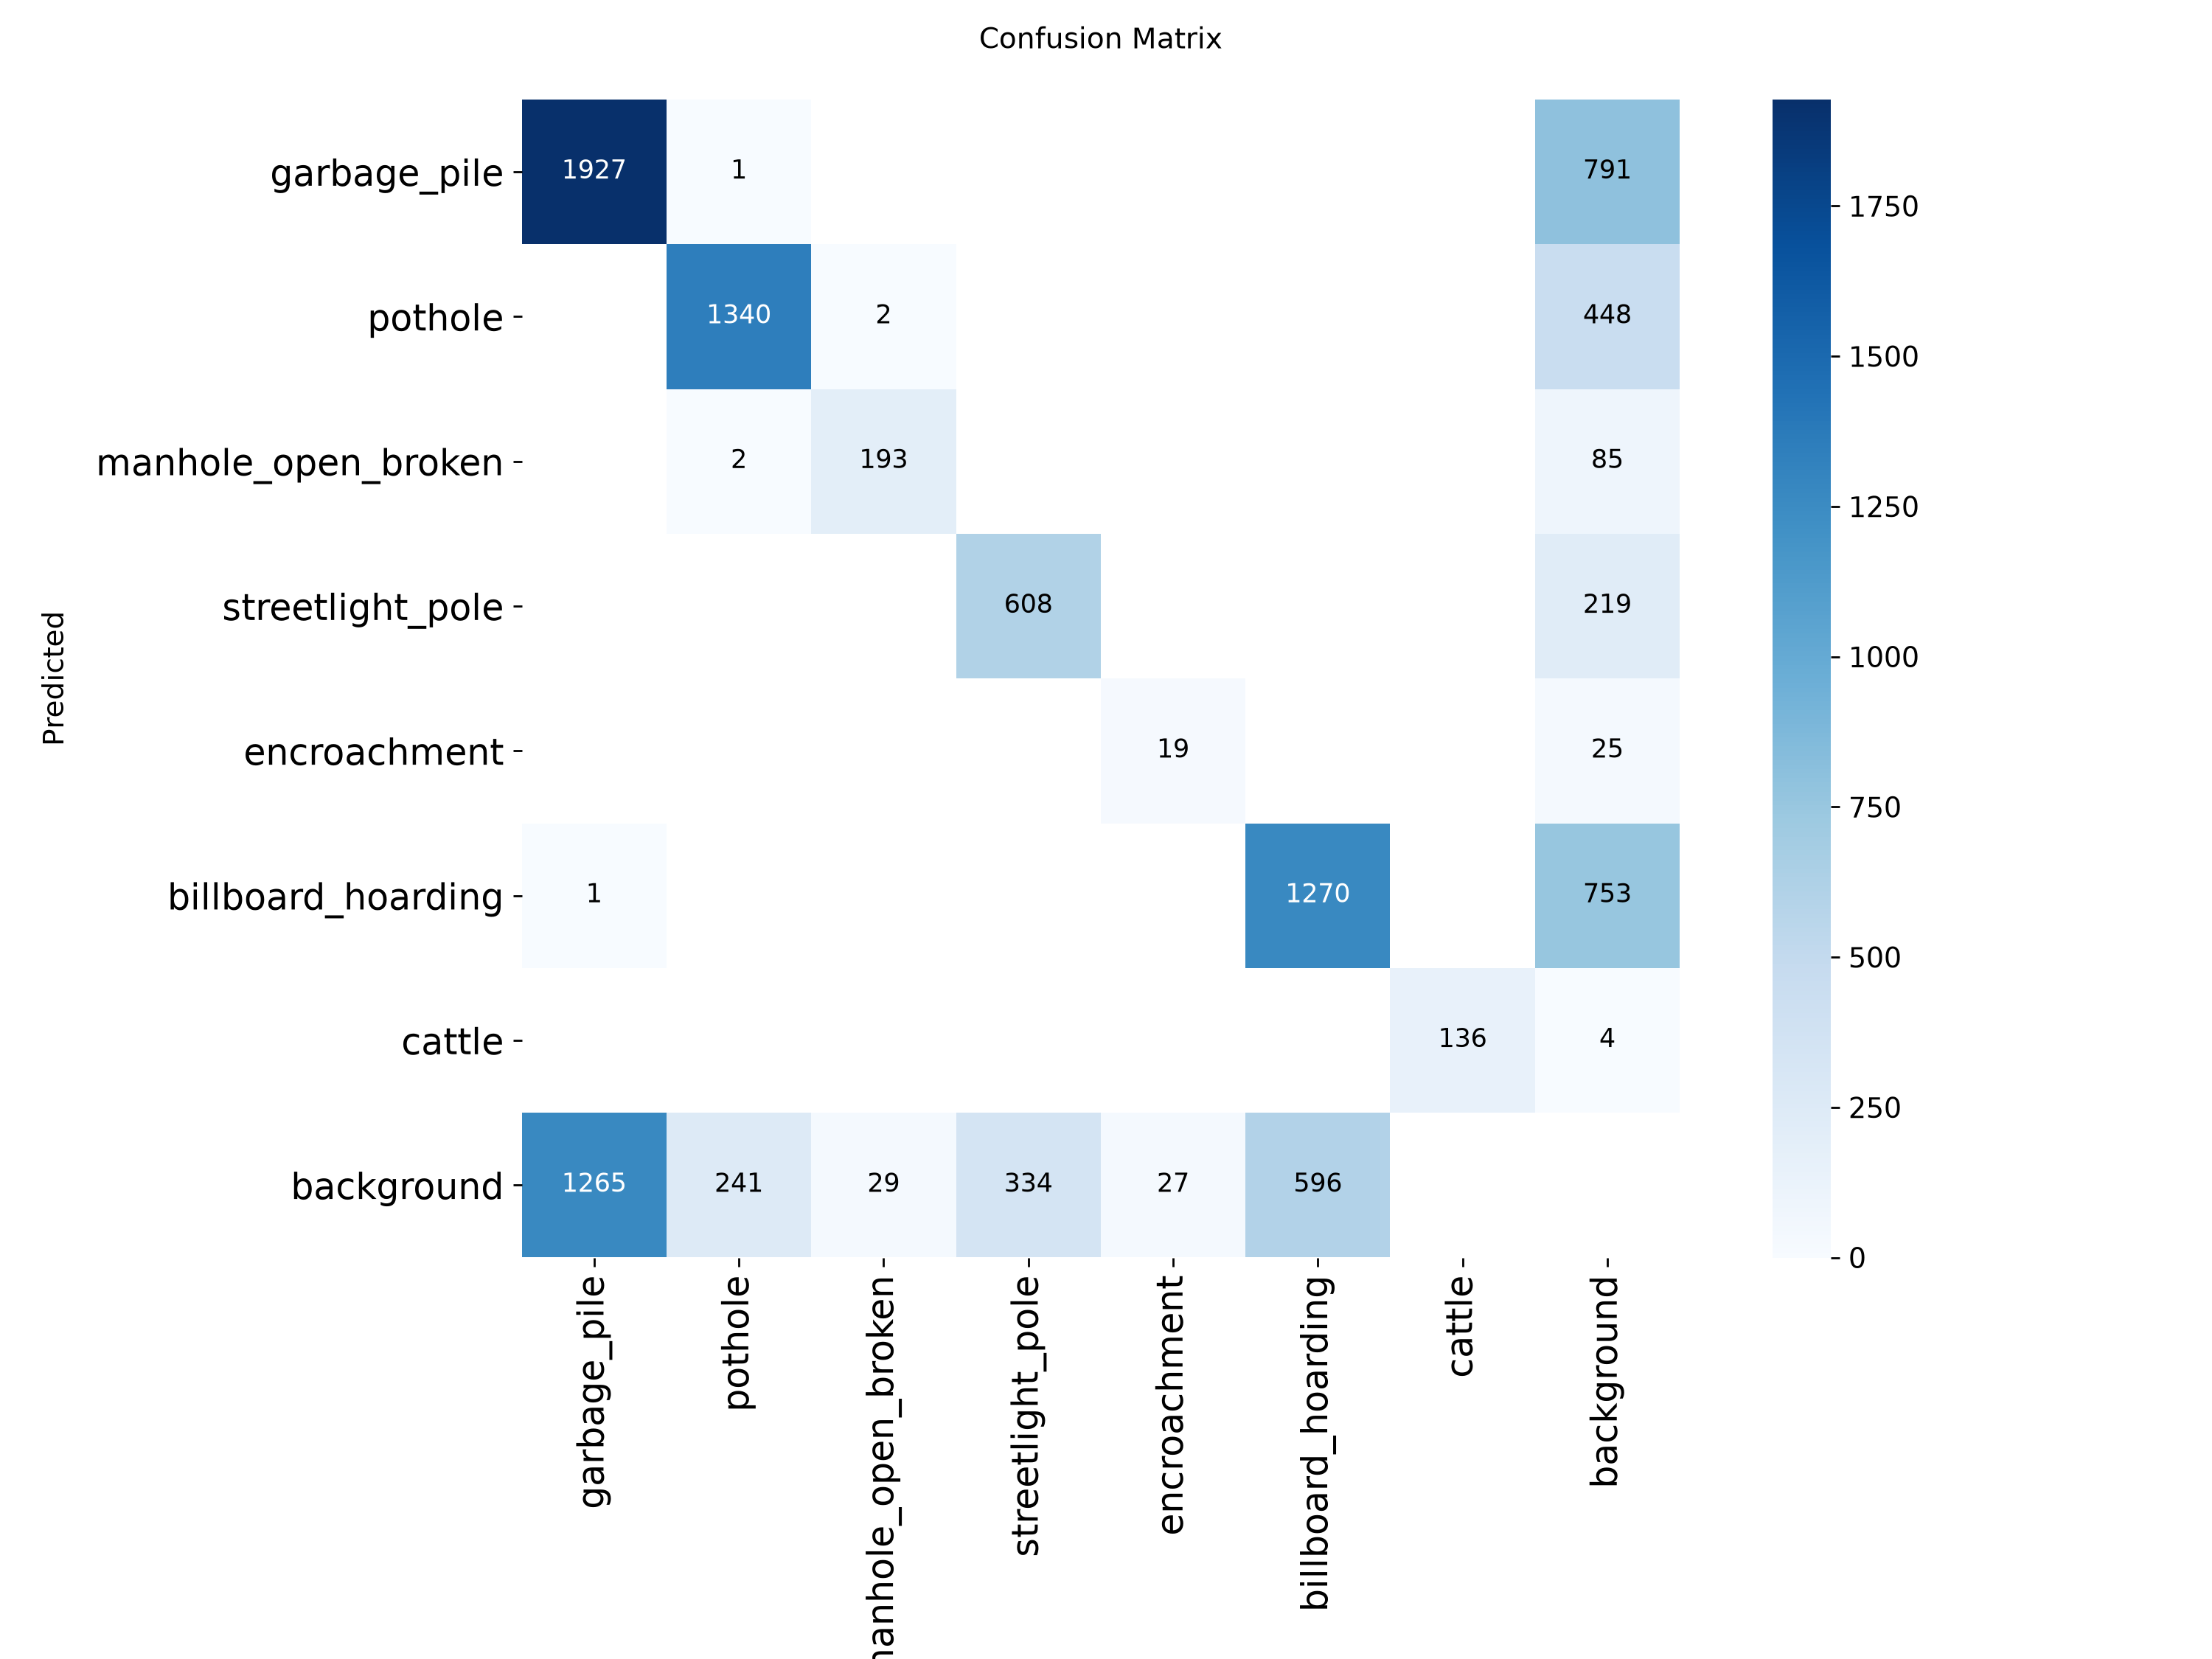 Confusion Matrix
garbage_pile 1927 1 791
pothole 1340 2 448
manhole_open_broken 2 193 85
streetlight_pole 608 219
encroachment 19 25
billboard_hoarding 1 1270 753
cattle 136 4
background 1265 241 29 334 27 596
Predicted
garbage_pile
pothole
anhole_open_broken
streetlight_pole
encroachment
billboard_hoarding
cattle
background
1750
1500
1250
1000
750
500
250
0